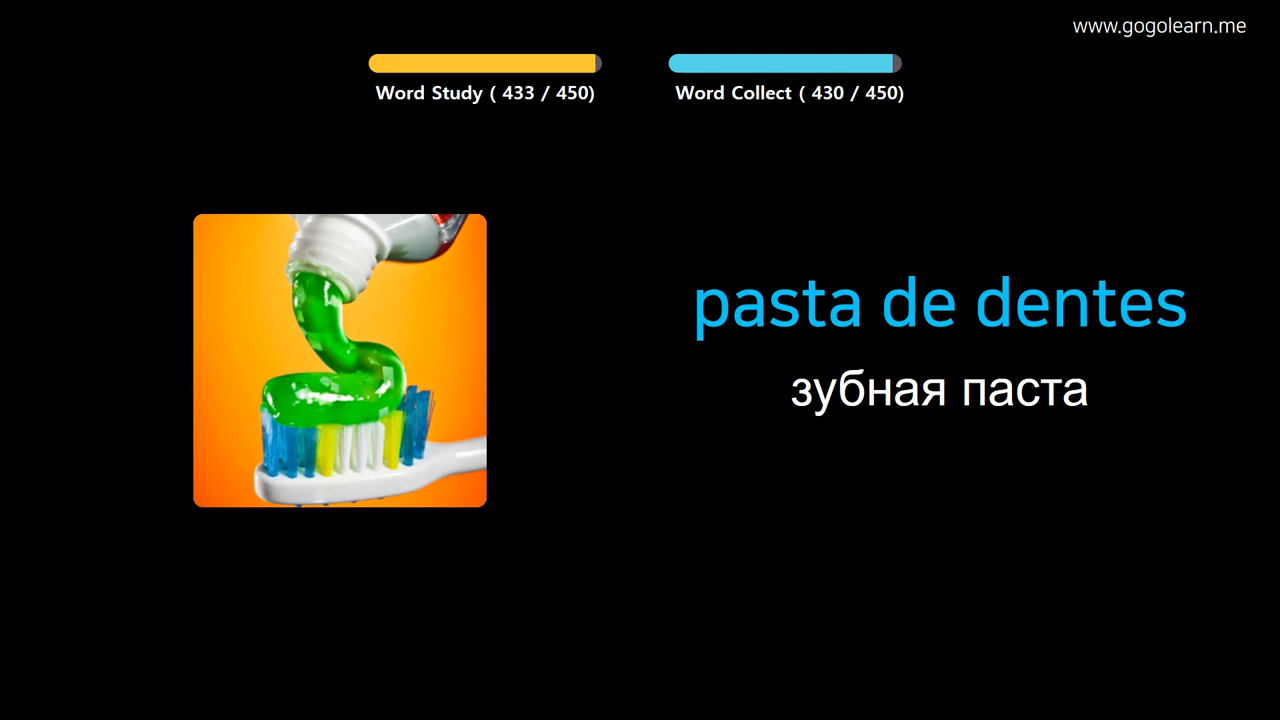 www.gogolearn.me
Word Study ( 433 / 450)
Word Collect ( 430 / 450)
pasta de dentes
зубная паста